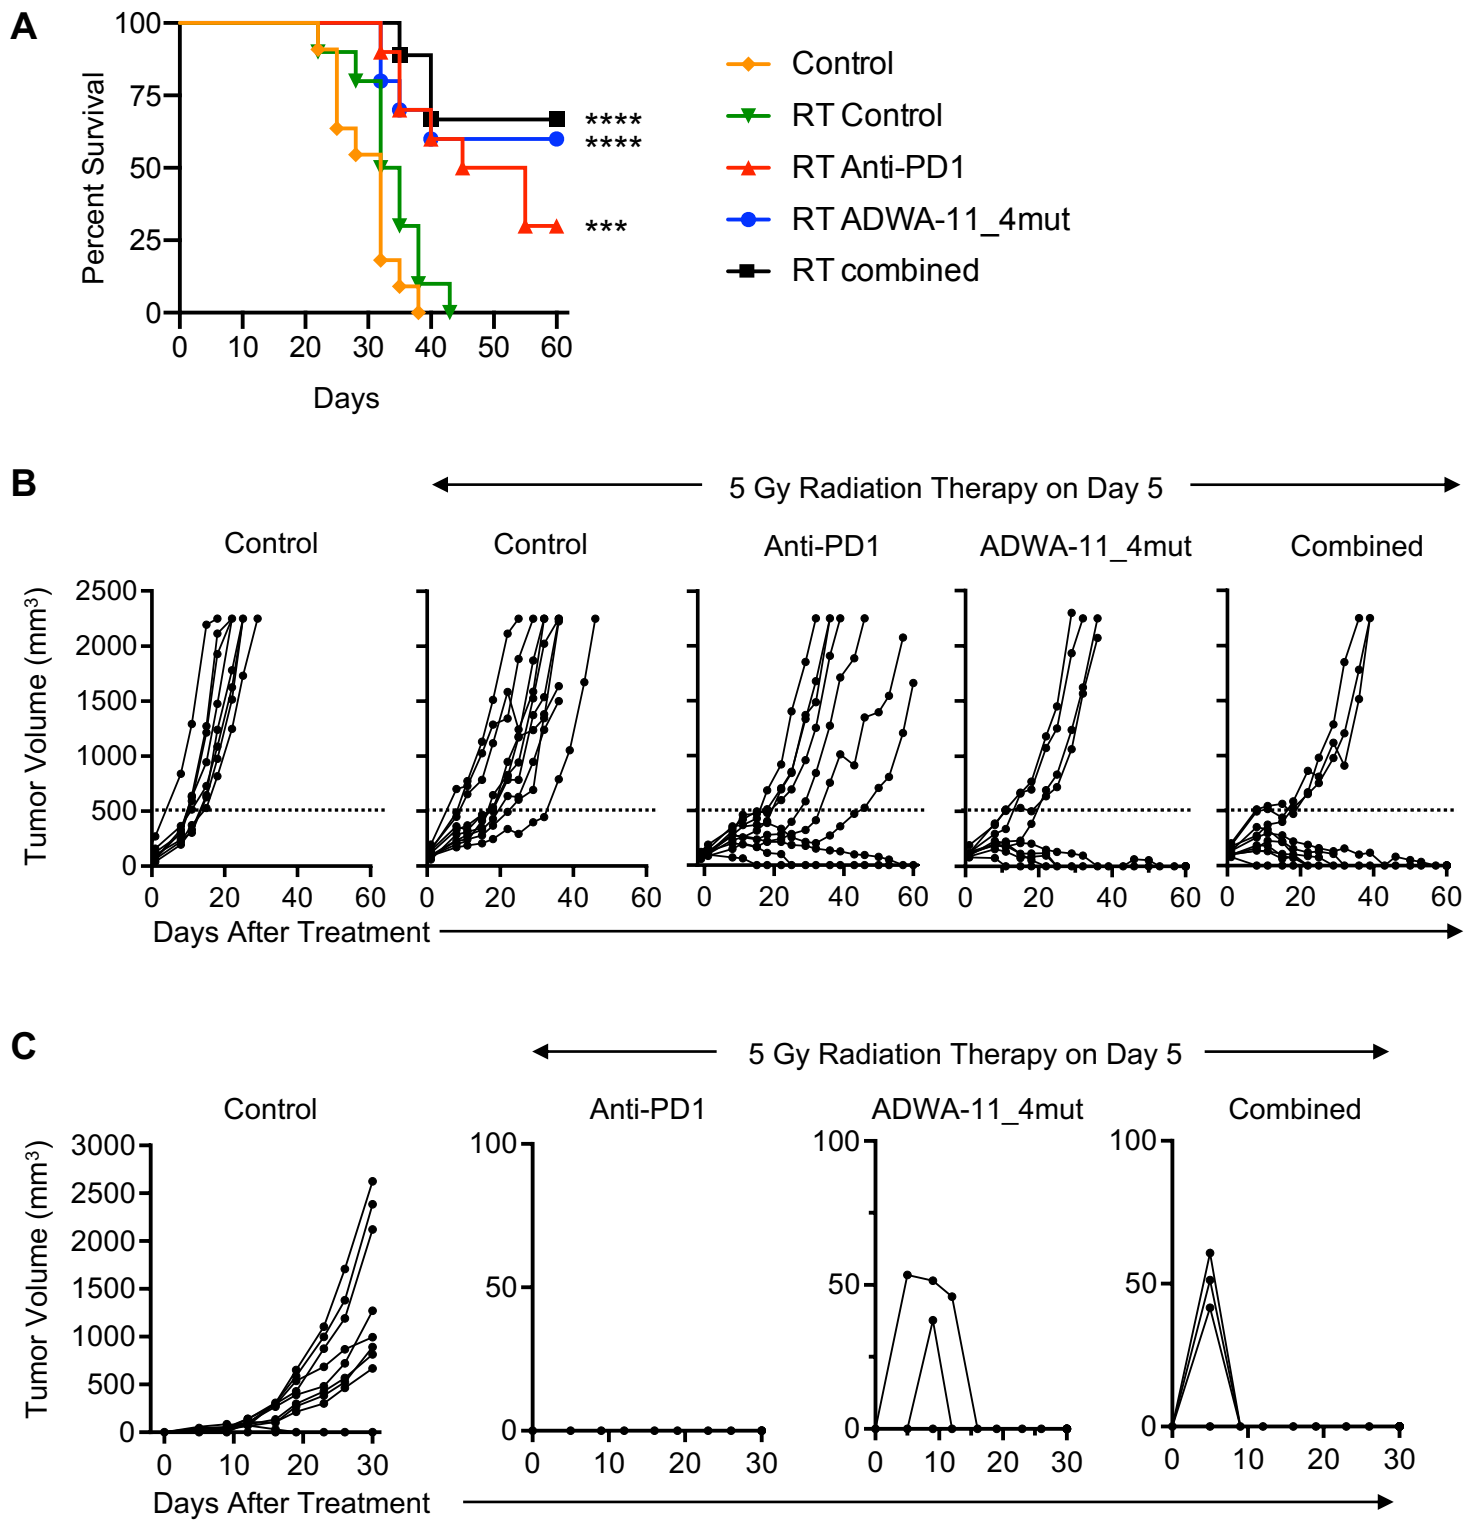 A
100
75
50
25
0
Percent Survival
0 10 20 30 40 50 60
Days
****
****
***
Control
RT Control
RT Anti-PD1
RT ADWA-11_4mut
RT combined
B
5 Gy Radiation Therapy on Day 5
Control Control Anti-PD1 ADWA-11_4mut Combined
Tumor Volume (mm³)
2500
2000
1500
1000
500
0
0 20 40 60 0 20 40 60 0 20 40 60 0 20 40 60 0 20 40 60
Days After Treatment
C
5 Gy Radiation Therapy on Day 5
Control Anti-PD1 ADWA-11_4mut Combined
Tumor Volume (mm³)
3000
2500
2000
1500
1000
500
0
100
50
0
100
50
0
100
50
0
0 10 20 30 0 10 20 30 0 10 20 30 0 10 20 30
Days After Treatment